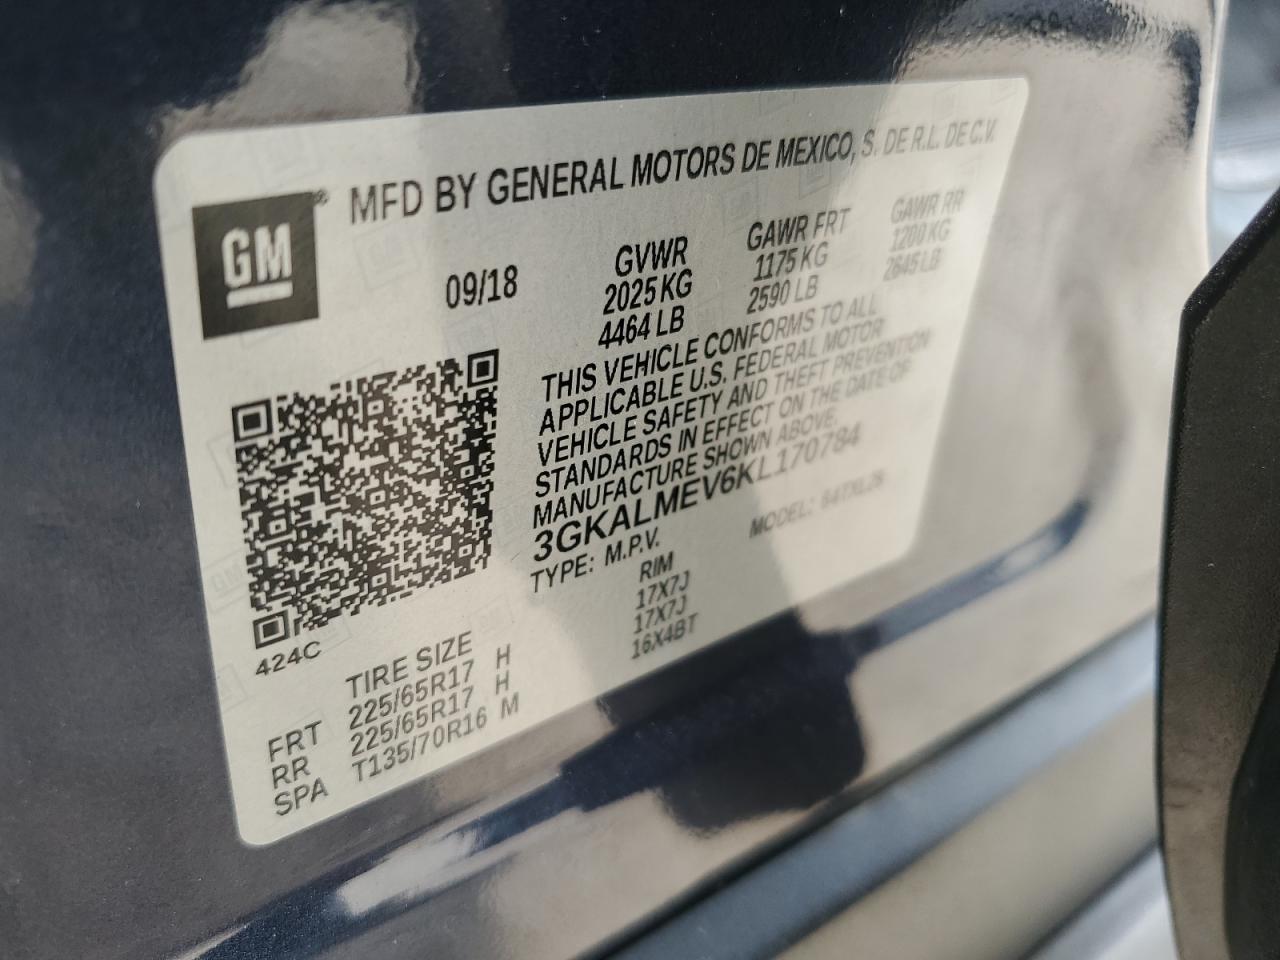 MFD BY GENERAL MOTORS DE MEXICO, S. DE R.L. DE C.V.
GM®
09/18
GVWR GAWR FRT GAWR RR
2025 KG 1175 KG 1200 KG
4464 LB 2590 LB 2645 LB
THIS VEHICLE CONFORMS TO ALL
APPLICABLE U.S. FEDERAL MOTOR
VEHICLE SAFETY AND THEFT PREVENTION
STANDARDS IN EFFECT ON THE DATE OF
MANUFACTURE SHOWN ABOVE.
3GKALMEV6KL170784
TYPE: M.P.V. MODEL:
424C
TIRE SIZE RIM
FRT 225/65R17 H 17X7J
RR 225/65R17 H 17X7J
SPA T135/70R16 M 16X4BT